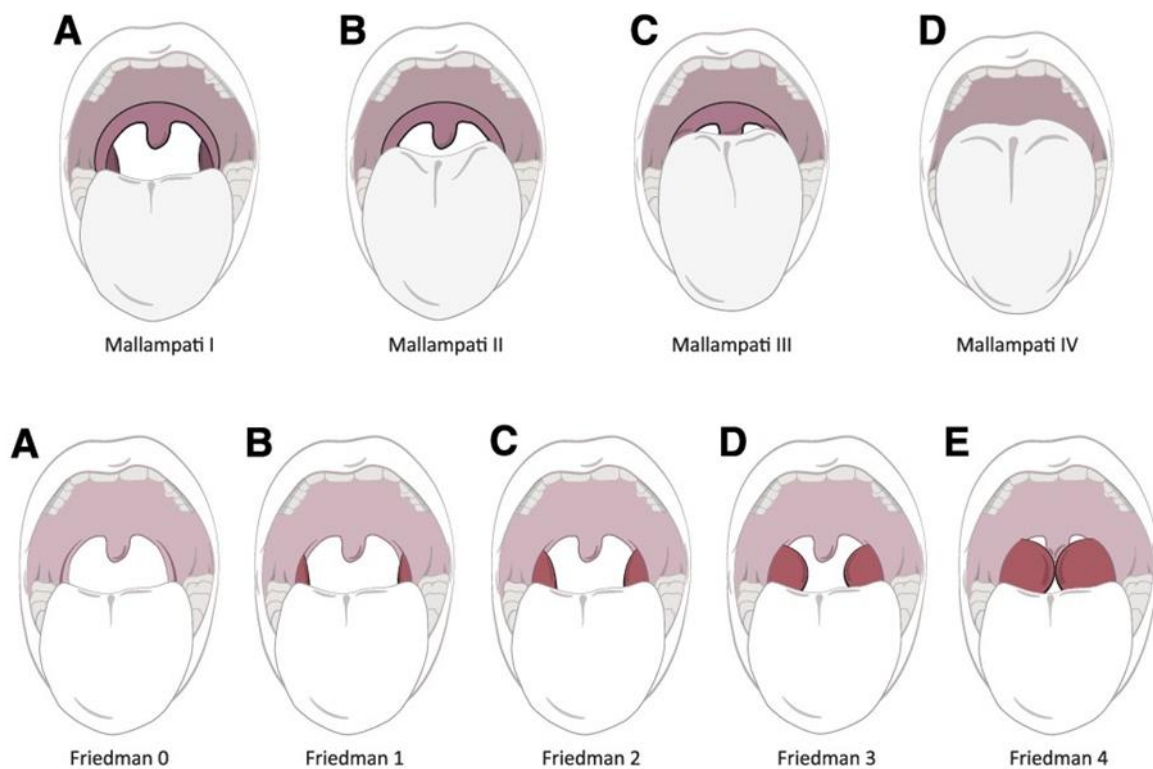 A B C D
Mallampati I Mallampati II Mallampati III Mallampati IV
A B C D E
Friedman 0 Friedman 1 Friedman 2 Friedman 3 Friedman 4